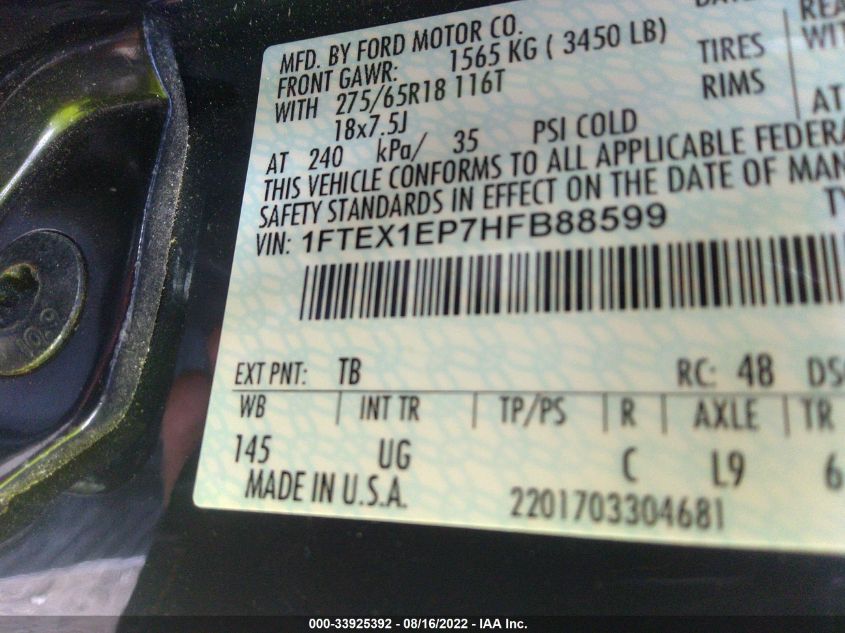 MFD. BY FORD MOTOR CO.
FRONT GAWR: 1565 KG ( 3450 LB)
WITH 275/65R18 116T TIRES
18x7.5J RIMS
AT 240 kPa/ 35 PSI COLD AT
THIS VEHICLE CONFORMS TO ALL APPLICABLE
SAFETY STANDARDS IN EFFECT ON THE DATE OF
VIN: 1FTEX1EP7HFB88599
EXT PNT: TB RC: 48
WB INT TR TP/PS R AXLE TR
145 UG C L9 6
MADE IN U.S.A. 2201703304681
10.9
000-33925392 - 08/16/2022 - IAA Inc.